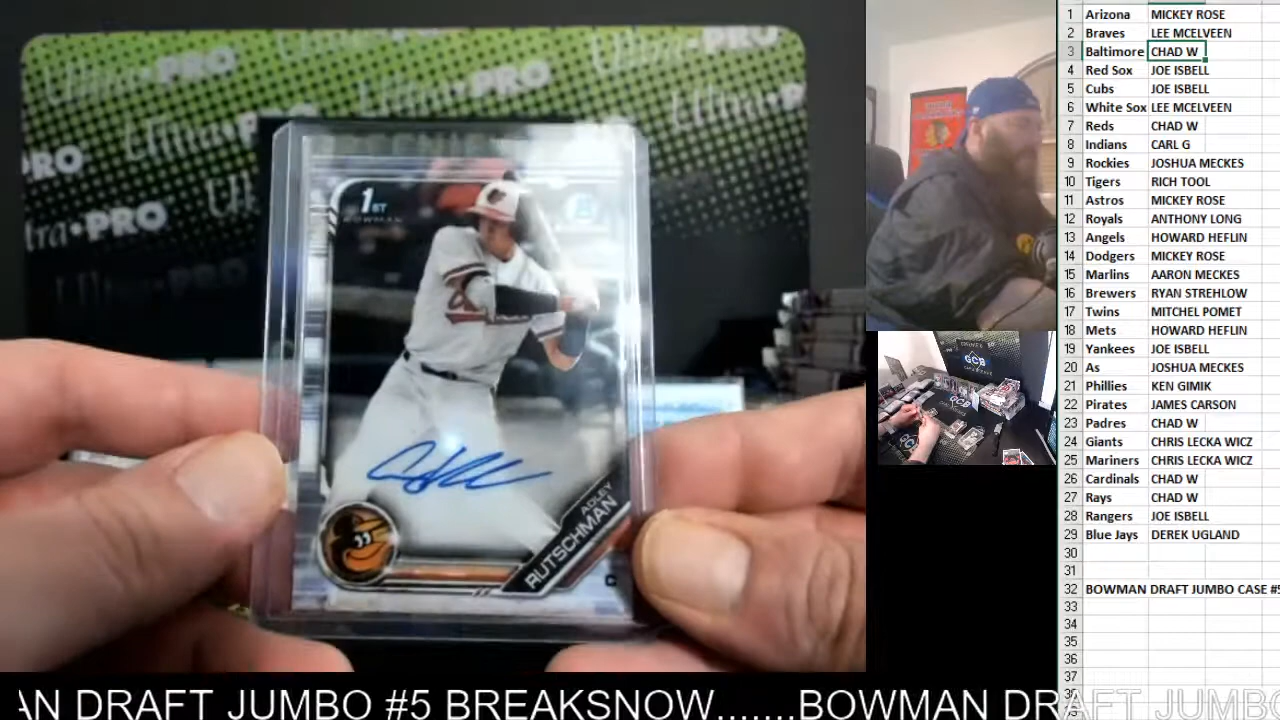 Ultra•PRO
PRO
tra•PRO
1ST
BOWMAN
ADLEY
RUTSCHMAN
C
GCB
1 Arizona MICKEY ROSE
2 Braves LEE MCELVEEN
3 Baltimore CHAD W
4 Red Sox JOE ISBELL
5 Cubs JOE ISBELL
6 White Sox LEE MCELVEEN
7 Reds CHAD W
8 Indians CARL G
9 Rockies JOSHUA MECKES
10 Tigers RICH TOOL
11 Astros MICKEY ROSE
12 Royals ANTHONY LONG
13 Angels HOWARD HEFLIN
14 Dodgers MICKEY ROSE
15 Marlins AARON MECKES
16 Brewers RYAN STREHLOW
17 Twins MITCHEL POMET
18 Mets HOWARD HEFLIN
19 Yankees JOE ISBELL
20 As JOSHUA MECKES
21 Phillies KEN GIMIK
22 Pirates JAMES CARSON
23 Padres CHAD W
24 Giants CHRIS LECKA WICZ
25 Mariners CHRIS LECKA WICZ
26 Cardinals CHAD W
27 Rays CHAD W
28 Rangers JOE ISBELL
29 Blue Jays DEREK UGLAND
30
31
32 BOWMAN DRAFT JUMBO CASE #5
33
34
35
36
37
AN DRAFT JUMBO #5 BREAKSNOW.......BOWMAN DRAFT JUMBO